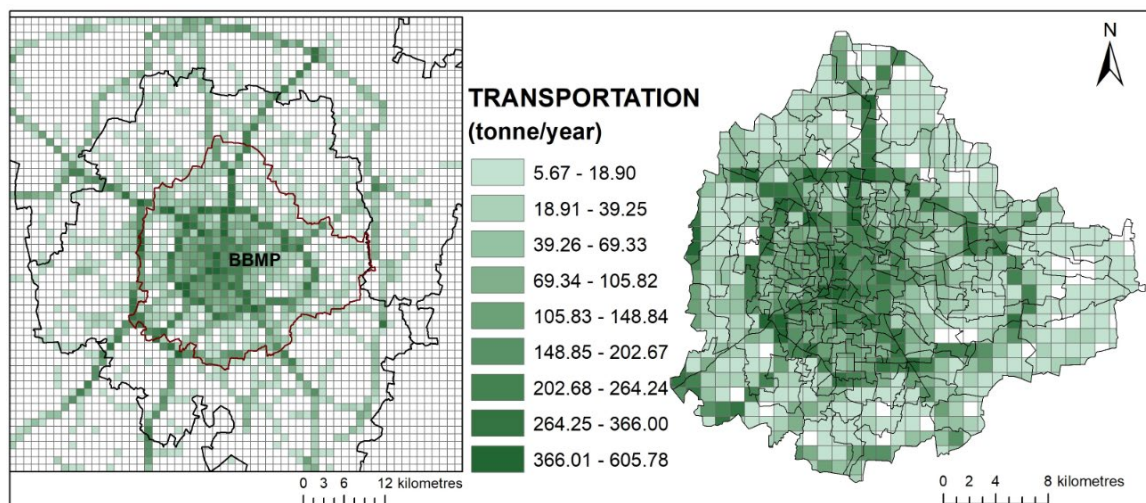 BBMP
0 3 6 9 12 kilometres
TRANSPORTATION
(tonne/year)
5.67 - 18.90
18.91 - 39.25
39.26 - 69.33
69.34 - 105.82
105.83 - 148.84
148.85 - 202.67
202.68 - 264.24
264.25 - 366.00
366.01 - 605.78
N
0 2 4 8 kilometres